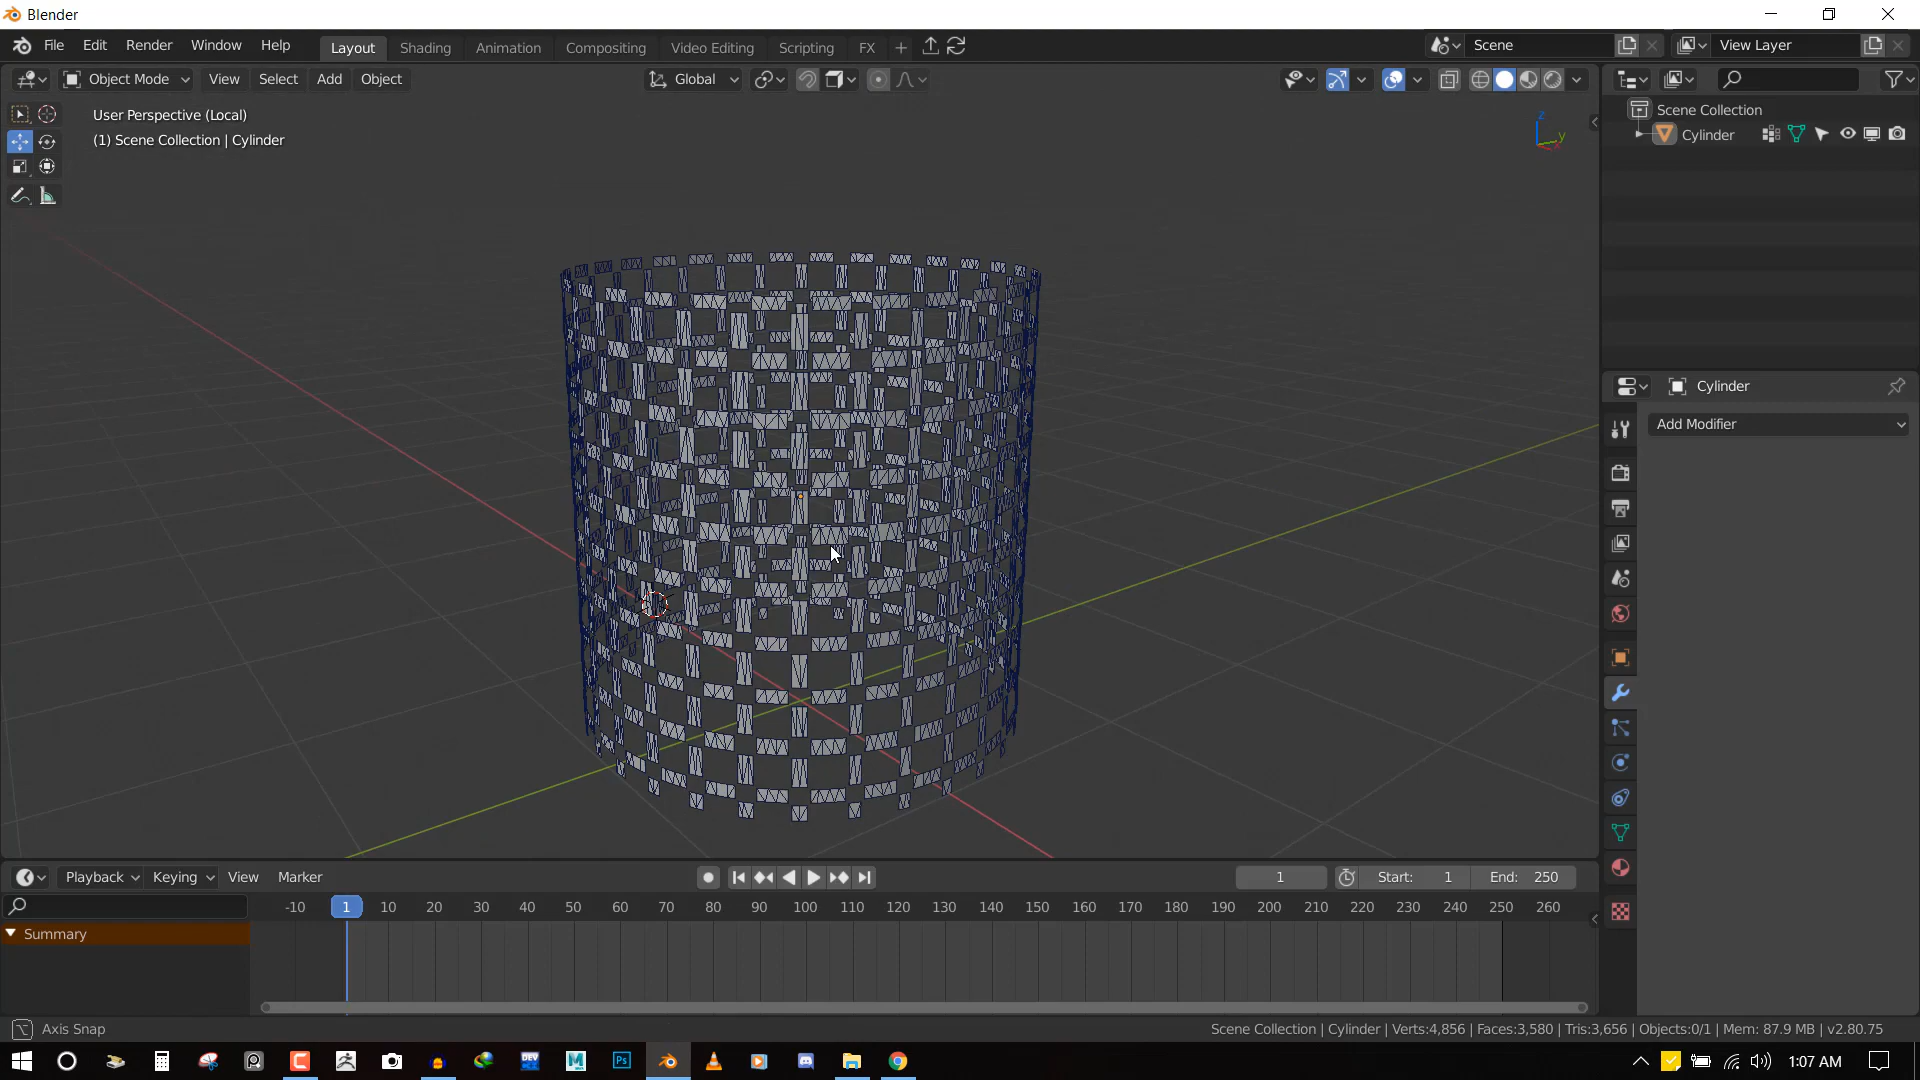 Blender
File Edit Render Window Help Layout Shading Animation Compositing Video Editing Scripting FX Scene View Layer
Object Mode View Select Add Object Global
User Perspective (Local)
(1) Scene Collection | Cylinder
z
y
x
Scene Collection
Cylinder
Cylinder
Add Modifier
Playback Keying View Marker 1 Start: 1 End: 250
-10 1 10 20 30 40 50 60 70 80 90 100 110 120 130 140 150 160 170 180 190 200 210 220 230 240 250 260
Summary
Axis Snap Scene Collection | Cylinder | Verts:4,856 | Faces:3,580 | Tris:3,656 | Objects:0/1 | Mem: 87.9 MB | v2.80.75
DEV M Ps 1:07 AM